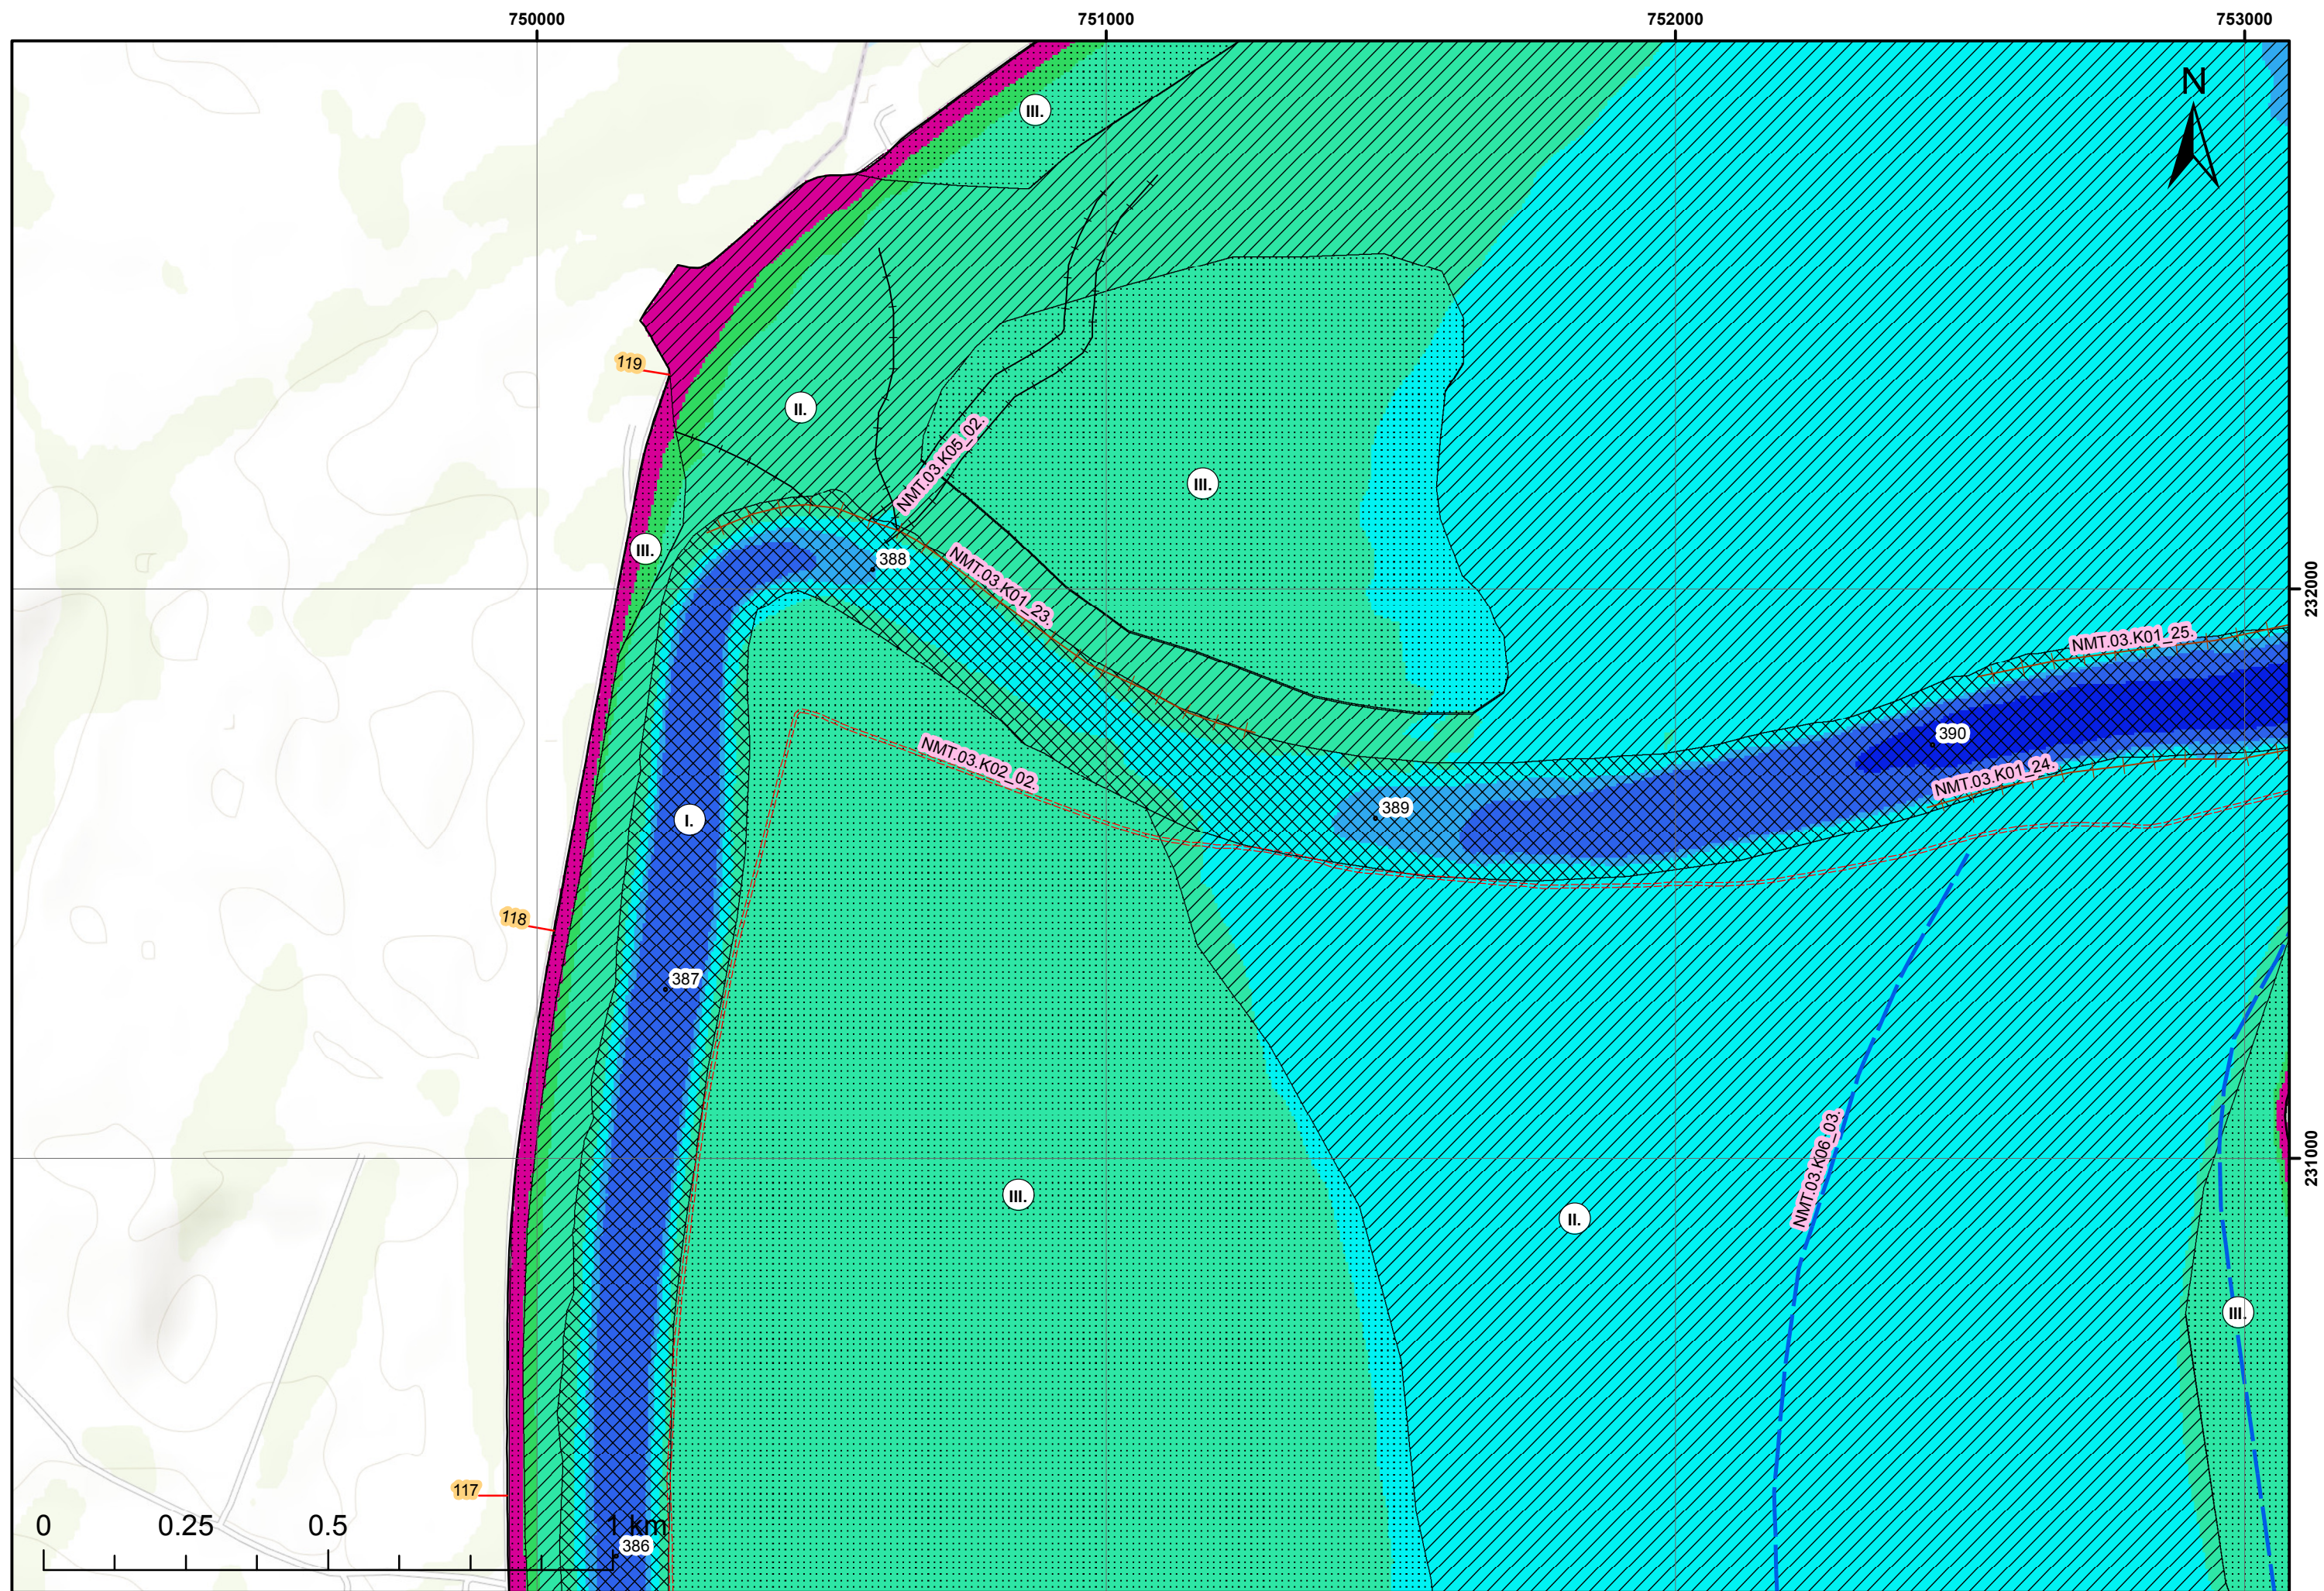 750000
751000
752000
753000
N
III.
119
II.
NMT.03.K05_02.
III.
III.
388
NMT.03.K01_23.
232000
NMT.03.K01_25.
390
NMT.03.K02_02.
NMT.03.K01_24.
389
I.
118
387
NMT.03.K06_03.
231000
III.
II.
III.
117
0
0.25
0.5
1 km
386